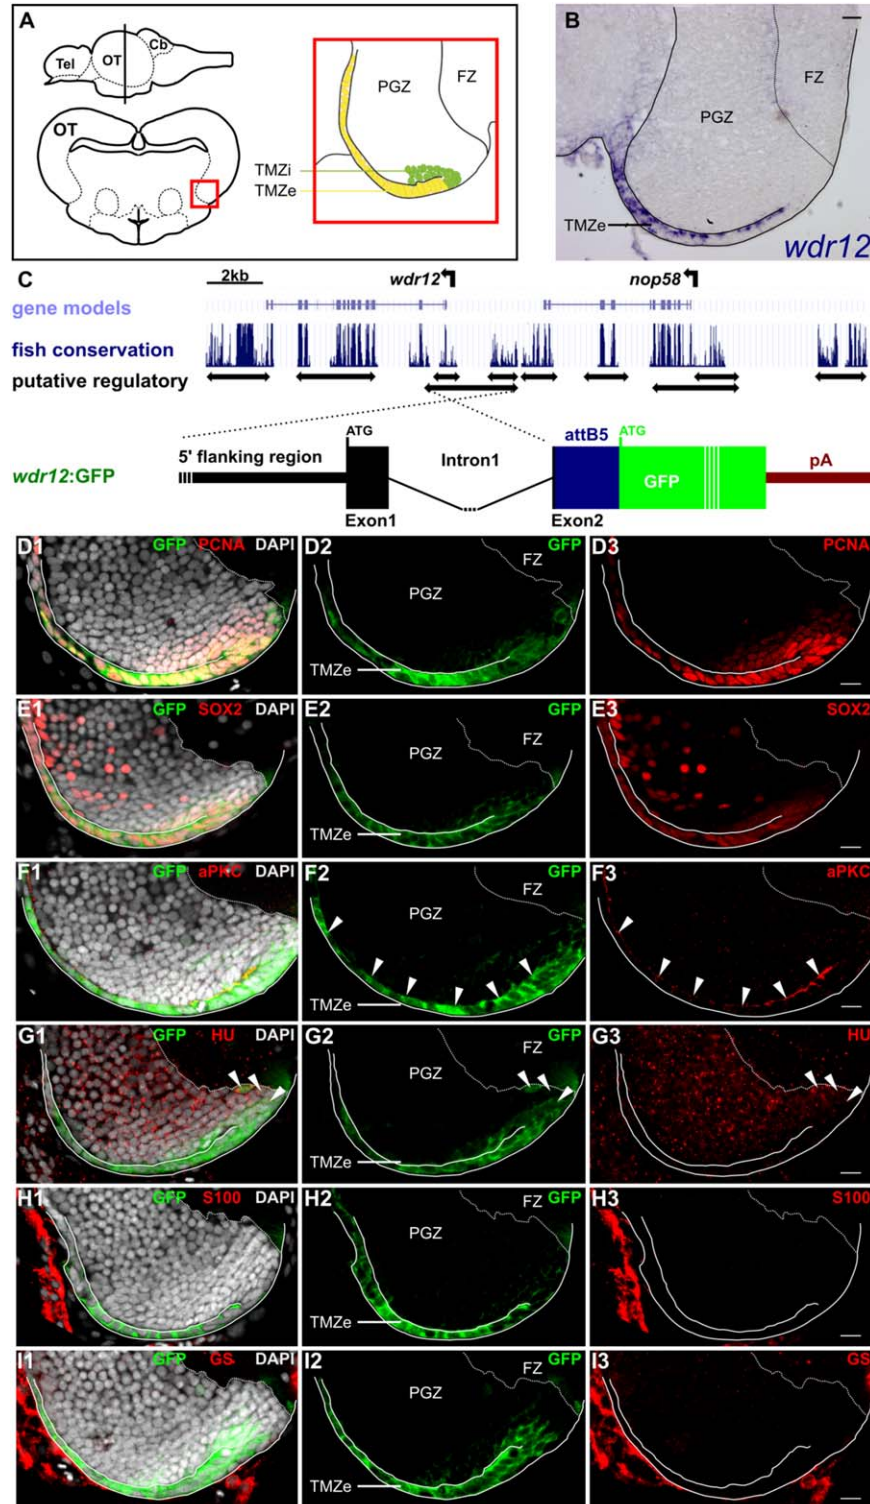 A
Tel
OT
Cb
OT
PGZ
FZ
TMZi
TMZe
B
FZ
PGZ
TMZe
wdr12
C
2kb
wdr12
nop58
gene models
fish conservation
putative regulatory
wdr12:GFP
5' flanking region
ATG
Intron1
attB5
ATG
GFP
pA
Exon1
Exon2
D1 GFP PCNA DAPI
D2 GFP
FZ
PGZ
TMZe
D3 PCNA
E1 GFP SOX2 DAPI
E2 GFP
FZ
PGZ
TMZe
E3 SOX2
F1 GFP aPKC DAPI
F2 GFP
FZ
PGZ
TMZe
F3 aPKC
G1 GFP HU DAPI
G2 GFP
FZ
PGZ
TMZe
G3 HU
H1 GFP S100 DAPI
H2 GFP
FZ
PGZ
TMZe
H3 S100
I1 GFP GS DAPI
I2 GFP
FZ
PGZ
TMZe
I3 GS